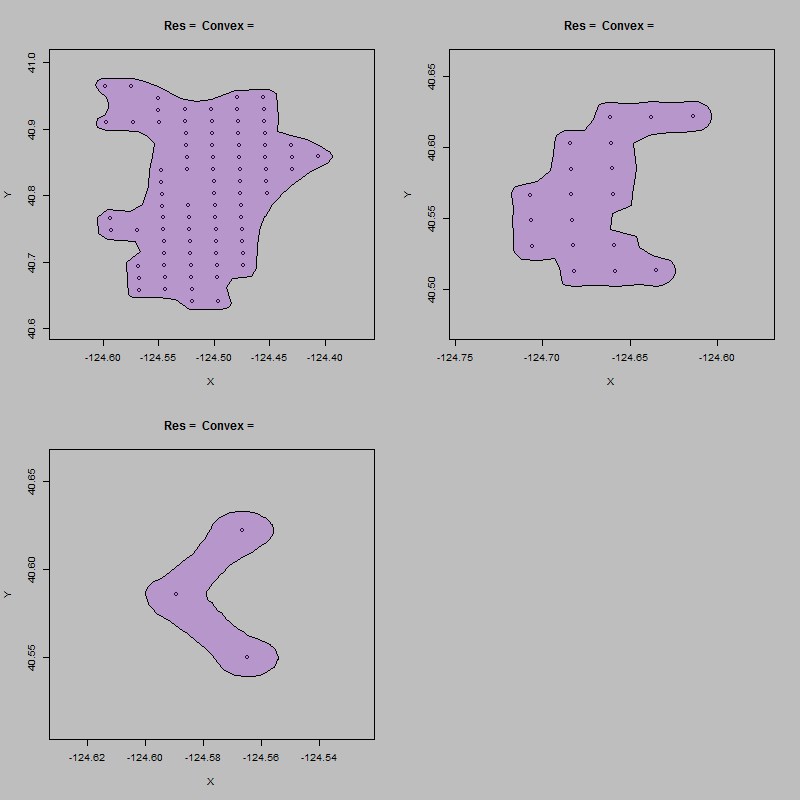 Res =  Convex =
Y
41.0
40.9
40.8
40.7
40.6
-124.60 -124.55 -124.50 -124.45 -124.40
X
Res =  Convex =
Y
40.65
40.60
40.55
40.50
-124.75 -124.70 -124.65 -124.60
X
Res =  Convex =
Y
40.65
40.60
40.55
-124.62 -124.60 -124.58 -124.56 -124.54
X